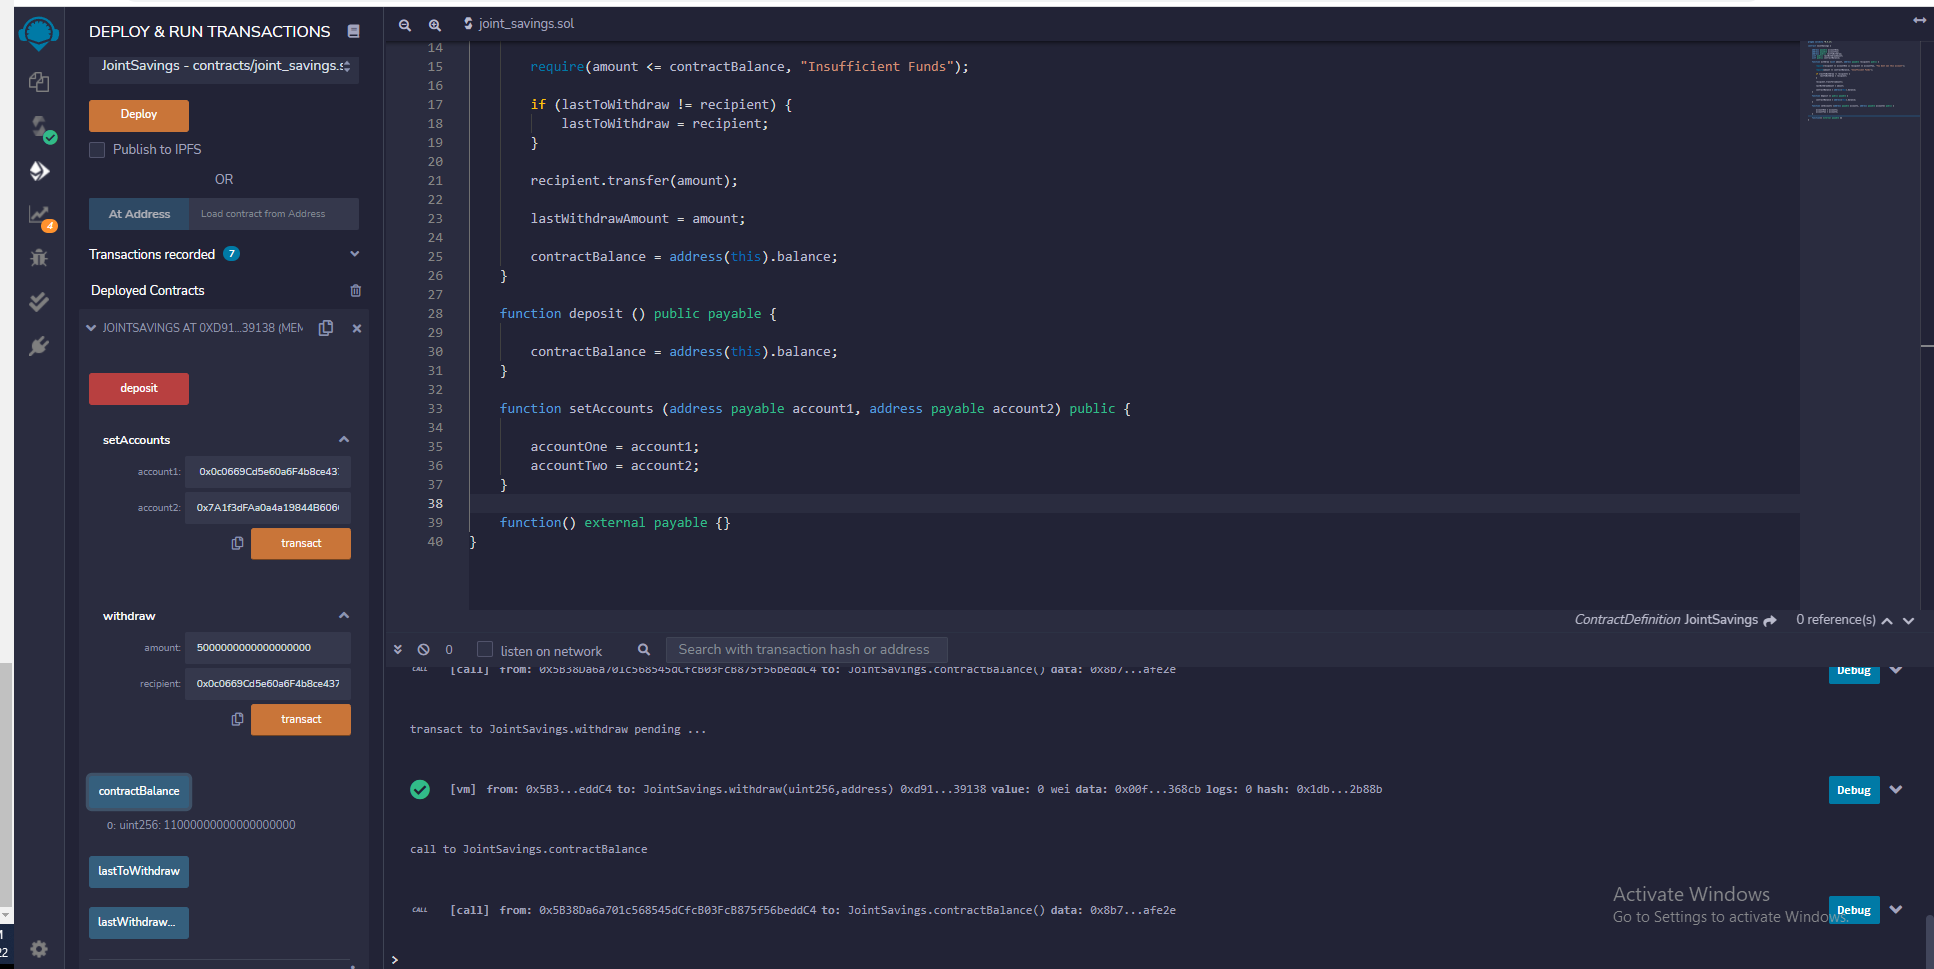 DEPLOY & RUN TRANSACTIONS
JointSavings - contracts/joint_savings.s
Deploy
Publish to IPFS
OR
At Address
Load contract from Address
Transactions recorded 7
4
Deployed Contracts
JOINTSAVINGS AT 0XD91...39138 (MEM
deposit
setAccounts
account1: 0x0c0669Cd5e60a6F4b8ce43
account2: 0x7A1f3dFAa0a4a19844B606
transact
withdraw
amount: 5000000000000000000
recipient: 0x0c0669Cd5e60a6F4b8ce437
transact
contractBalance
0: uint256: 11000000000000000000
lastToWithdraw
lastWithdraw...
22
joint_savings.sol
14
15 require(amount <= contractBalance, "Insufficient Funds");
16
17 if (lastToWithdraw != recipient) {
18 lastToWithdraw = recipient;
19 }
20
21 recipient.transfer(amount);
22
23 lastWithdrawAmount = amount;
24
25 contractBalance = address(this).balance;
26 }
27
28 function deposit () public payable {
29
30 contractBalance = address(this).balance;
31 }
32
33 function setAccounts (address payable account1, address payable account2) public {
34
35 accountOne = account1;
36 accountTwo = account2;
37 }
38
39 function() external payable {}
40 }
ContractDefinition JointSavings 0 reference(s)
0 listen on network Search with transaction hash or address
CALL [call] from: 0x5B38Da6a701c568545dCfcB03FcB875f56beddC4 to: JointSavings.contractBalance() data: 0x8b7...afe2e Debug
transact to JointSavings.withdraw pending ...
[vm] from: 0x5B3...eddC4 to: JointSavings.withdraw(uint256,address) 0xd91...39138 value: 0 wei data: 0x00f...368cb logs: 0 hash: 0x1db...2b88b Debug
call to JointSavings.contractBalance
CALL [call] from: 0x5B38Da6a701c568545dCfcB03FcB875f56beddC4 to: JointSavings.contractBalance() data: 0x8b7...afe2e Debug
>
Activate Windows
Go to Settings to activate Windows.